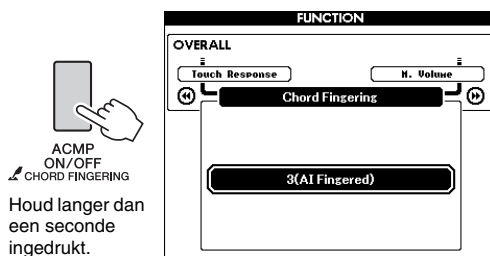 FUNCTION
OVERALL
Touch Response
M. Volume
Chord Fingering
3(AI Fingered)
ACMP
ON/OFF
CHORD FINGERING
Houd langer dan
een seconde
ingedrukt.